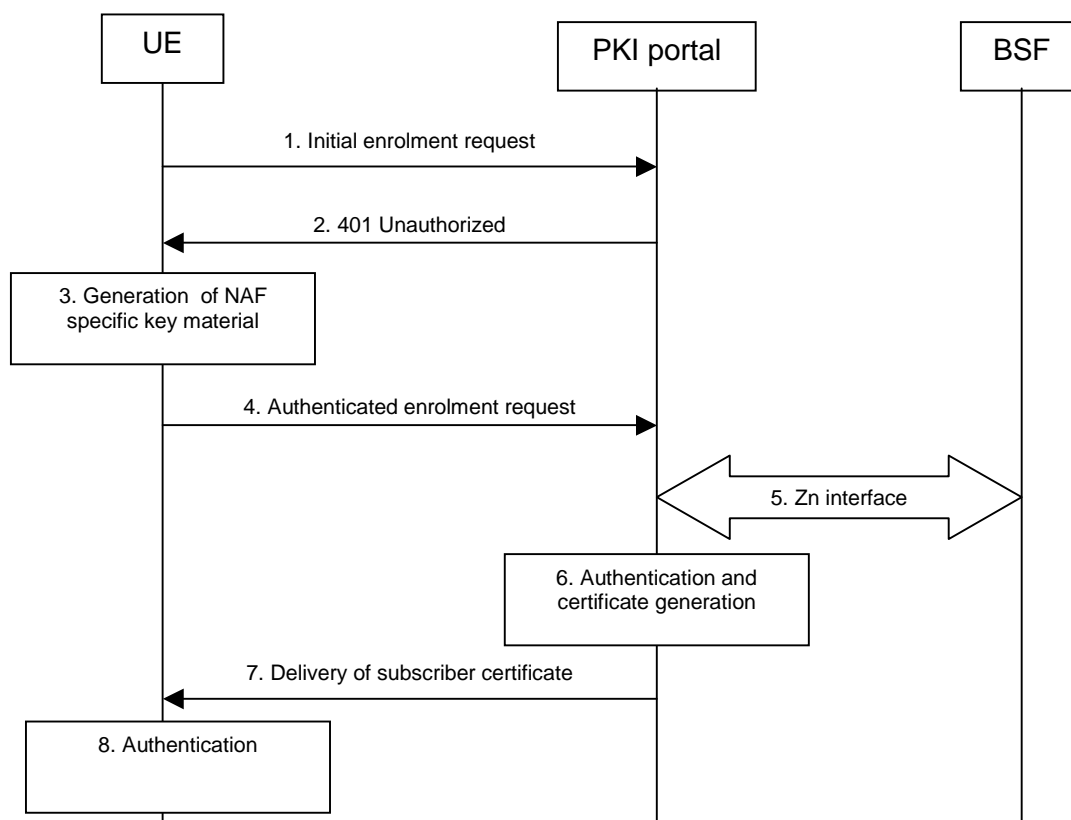 UE
PKI portal
BSF
1. Initial enrolment request
2. 401 Unauthorized
3. Generation of NAF
specific key material
4. Authenticated enrolment request
5. Zn interface
6. Authentication and
certificate generation
7. Delivery of subscriber certificate
8. Authentication